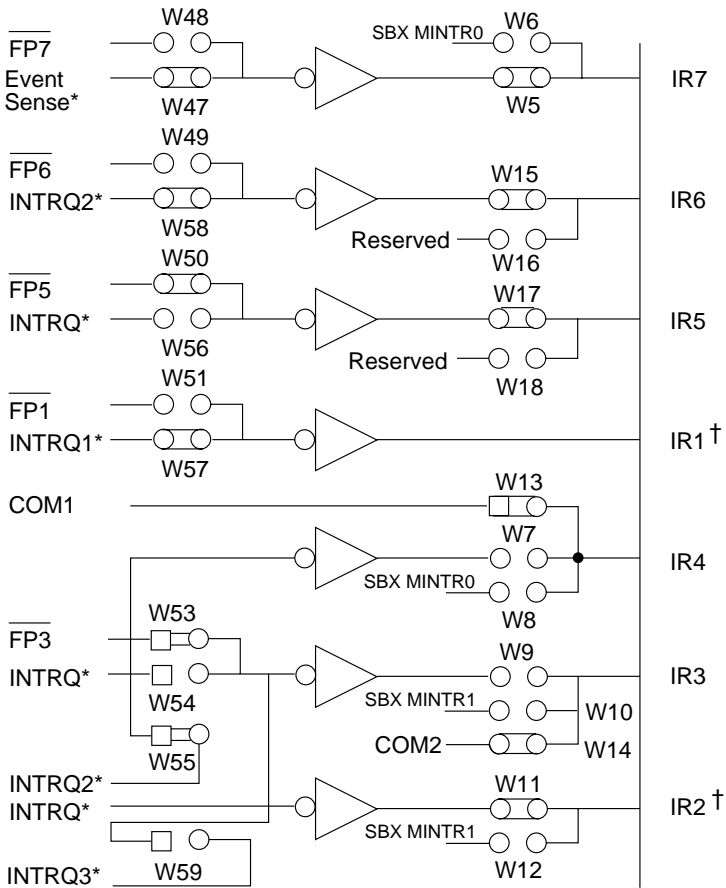 W48
W6
FP7
SBX MINTR0
Event
Sense*
IR7
W47
W5
W49
FP6
W15
INTRQ2*
IR6
W58
Reserved
W16
W50
FP5
W17
INTRQ*
IR5
W56
Reserved
W18
W51
FP1
INTRQ1*
IR1 †
W57
W13
COM1
W7
IR4
SBX MINTR0
W8
W53
FP3
W9
INTRQ*
IR3
W54
SBX MINTR1
W10
COM2
W14
W55
INTRQ2*
W11
INTRQ*
IR2 †
SBX MINTR1
W12
W59
INTRQ3*